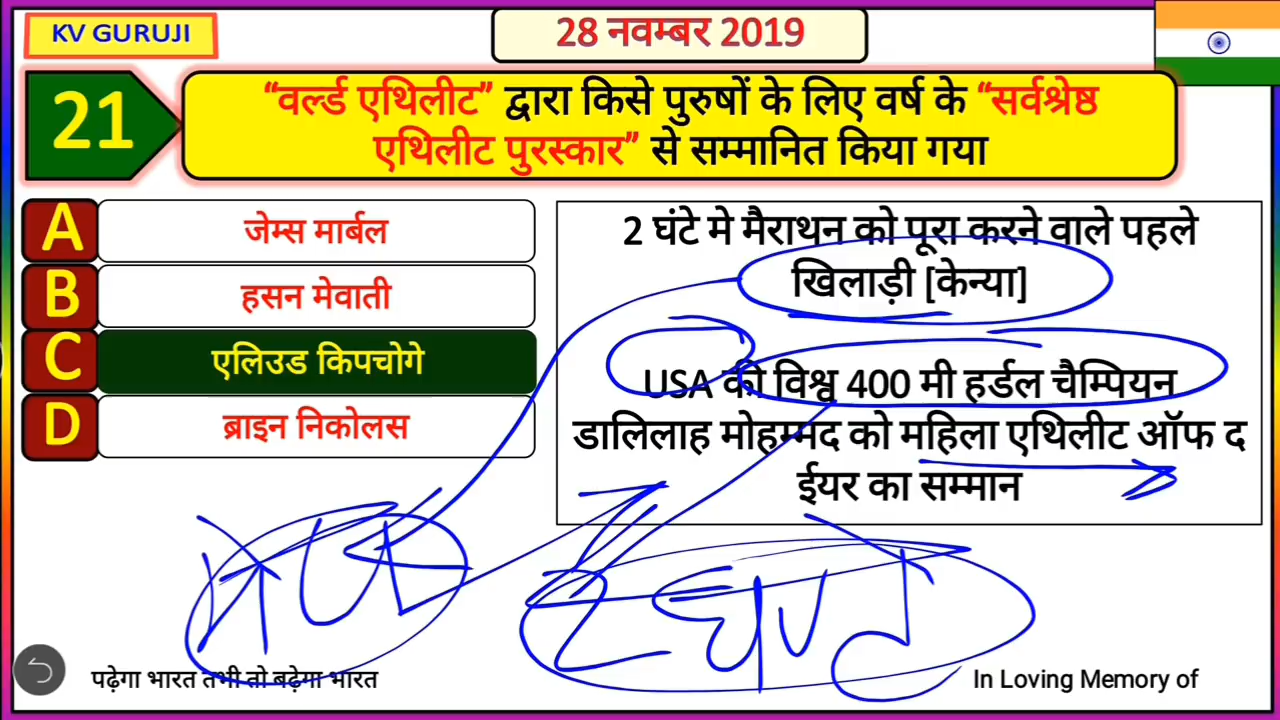 KV GURUJI
28 नवम्बर 2019
21
“वर्ल्ड एथिलीट” द्वारा किसे पुरुषों के लिए वर्ष के “सर्वश्रेष्ठ
एथिलीट पुरस्कार” से सम्मानित किया गया
A जेम्स मार्बल
B हसन मेवाती
C एलिउड किपचोगे
D ब्राइन निकोलस
2 घंटे मे मैराथन को पूरा करने वाले पहले
खिलाड़ी [केन्या]
USA की विश्व 400 मी हर्डल चैम्पियन
डालिलाह मोहम्मद को महिला एथिलीट ऑफ द
ईयर का सम्मान
पढ़ेगा भारत तभी तो बढ़ेगा भारत
In Loving Memory of